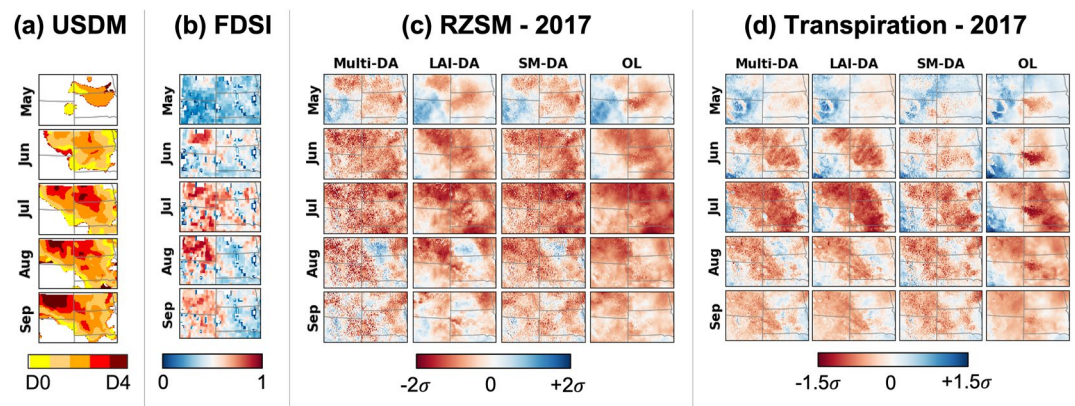 (a) USDM
(b) FDSI
(c) RZSM - 2017
(d) Transpiration - 2017
Multi-DA LAI-DA SM-DA OL
Multi-DA LAI-DA SM-DA OL
May
Jun
Jul
Aug
Sep
May
Jun
Jul
Aug
Sep
May
Jun
Jul
Aug
Sep
May
Jun
Jul
Aug
Sep
D0 D4
0 1
-2σ 0 +2σ
-1.5σ 0 +1.5σ